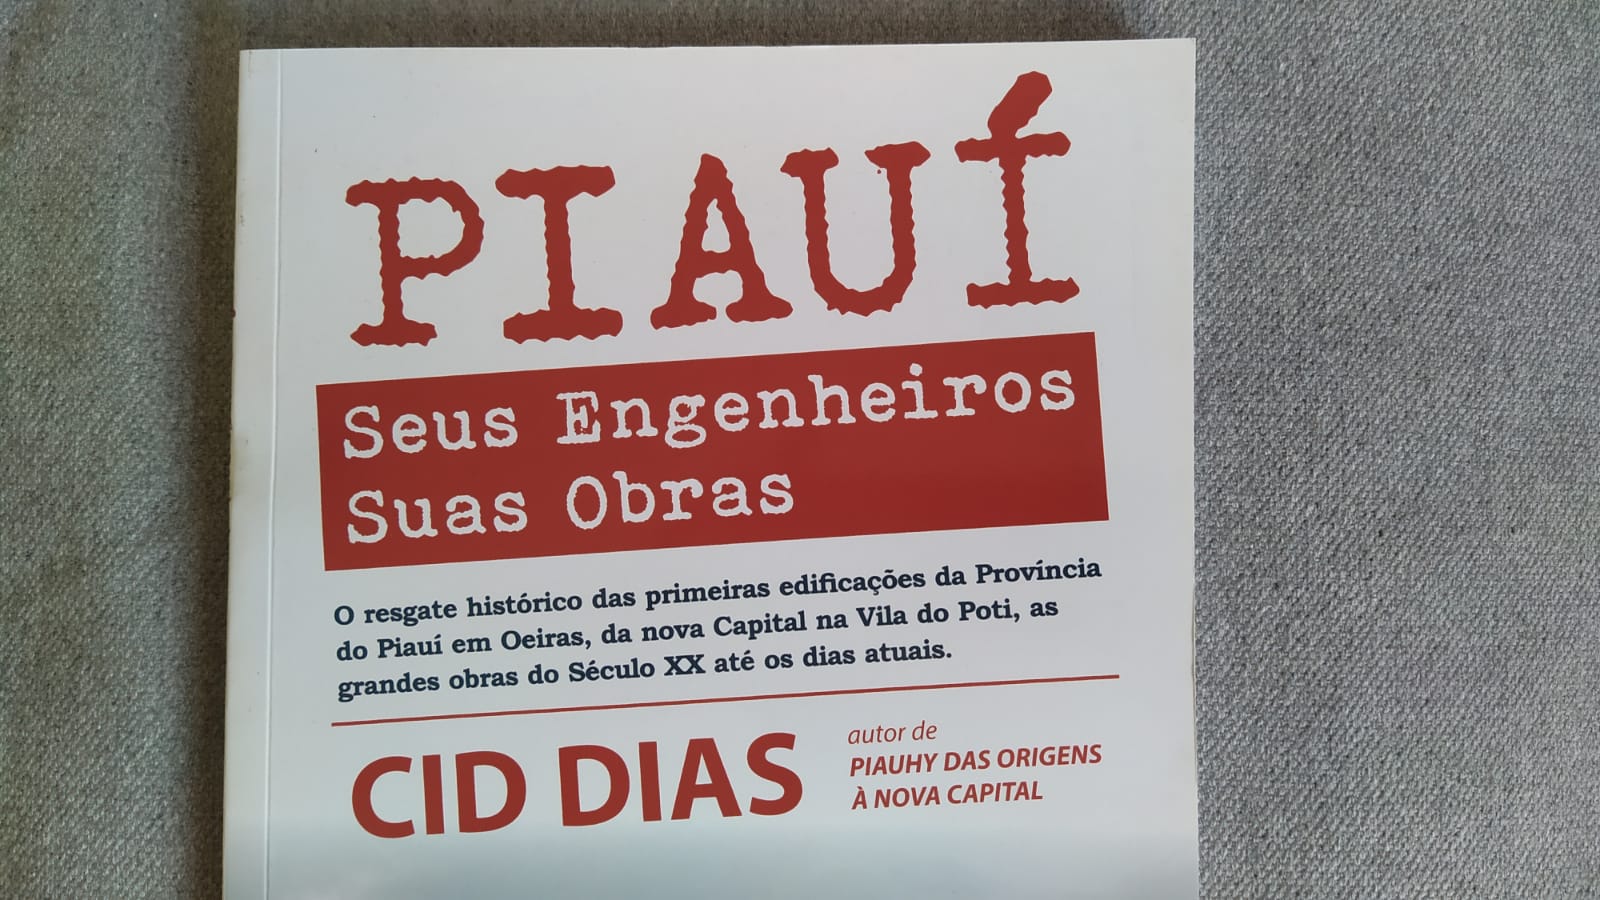 PIAUÍ
Seus Engenheiros
Suas Obras
O resgate histórico das primeiras edificações da Província
do Piauí em Oeiras, da nova Capital na Vila do Poti, as
grandes obras do Século XX até os dias atuais.
CID DIAS
autor de
PIAUHY DAS ORIGENS
À NOVA CAPITAL